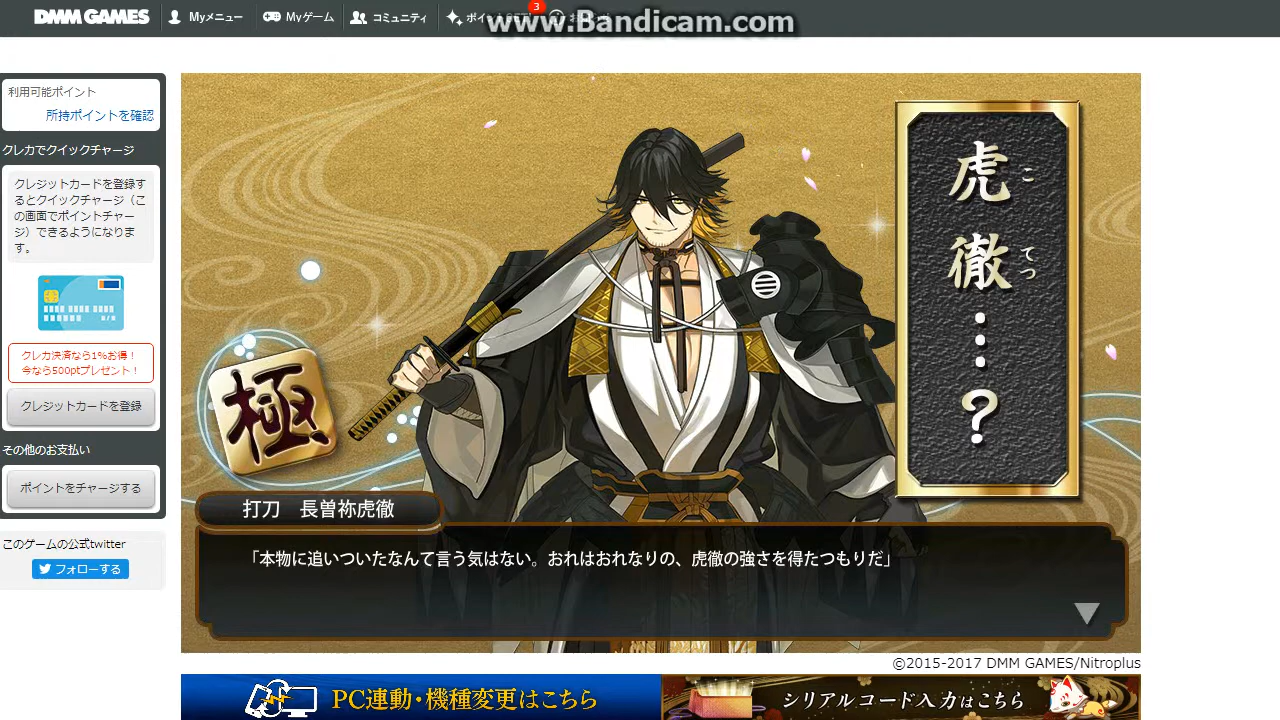 DMM GAMES
Myメニュー
Myゲーム
コミュニティ
3
www.Bandicam.com
利用可能ポイント
所持ポイントを確認
クレカでクイックチャージ
クレジットカードを登録す
るとクイックチャージ（こ
の画面でポイントチャー
ジ）できるようになりま
す。
クレカ決済なら1%お得！
今なら500ptプレゼント！
クレジットカードを登録
その他のお支払い
ポイントをチャージする
このゲームの公式twitter
フォローする
虎徹…？
こ
てつ
極
打刀 長曽祢虎徹
「本物に追いついたなんて言う気はない。おれはおれなりの、虎徹の強さを得たつもりだ」
©2015-2017 DMM GAMES/Nitroplus
PC連動・機種変更はこちら
シリアルコード入力はこちら